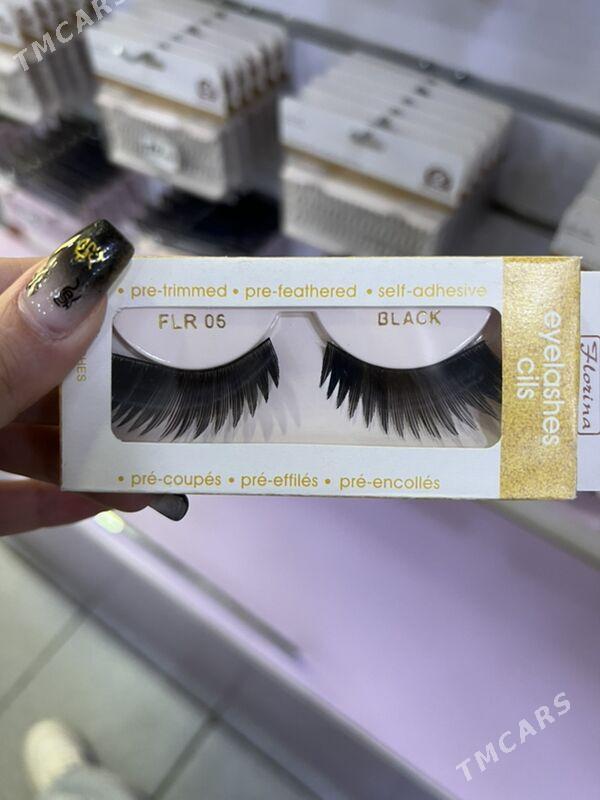 TMCARS
• pre-trimmed • pre-feathered • self-adhesive
FLR 06
BLACK
eyelashes
cils
Florina
HES
• pré-coupés • pré-effilés • pré-encollés
TMCARS